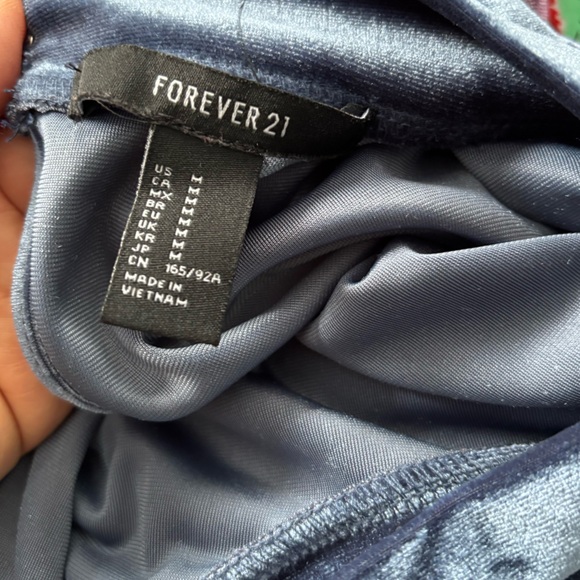 FOREVER 21
US M
CA M
MX M
BR M
EU M
UK M
KR M
JP M
CN 165/92A
MADE IN
VIETNAM